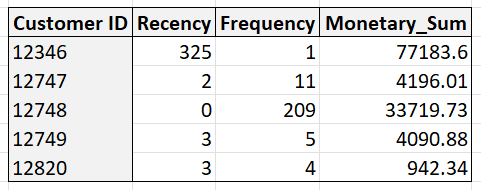 Customer ID Recency Frequency Monetary_Sum
12346 325 1 77183.6
12747 2 11 4196.01
12748 0 209 33719.73
12749 3 5 4090.88
12820 3 4 942.34